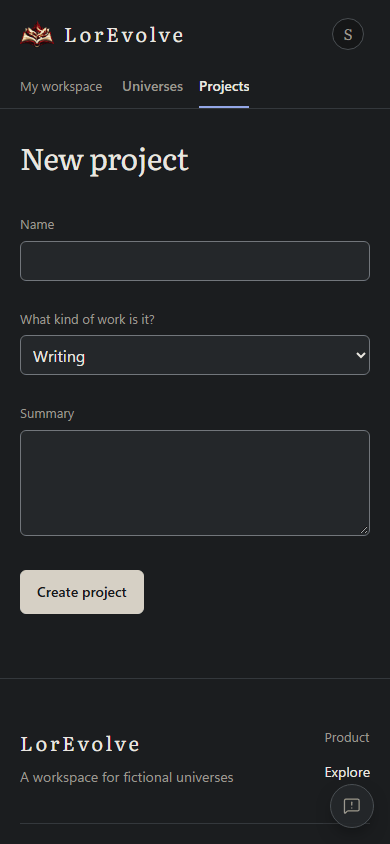 LorEvolve
S
My workspace Universes Projects
New project
Name
What kind of work is it?
Writing
Summary
Create project
LorEvolve
A workspace for fictional universes
Product
Explore